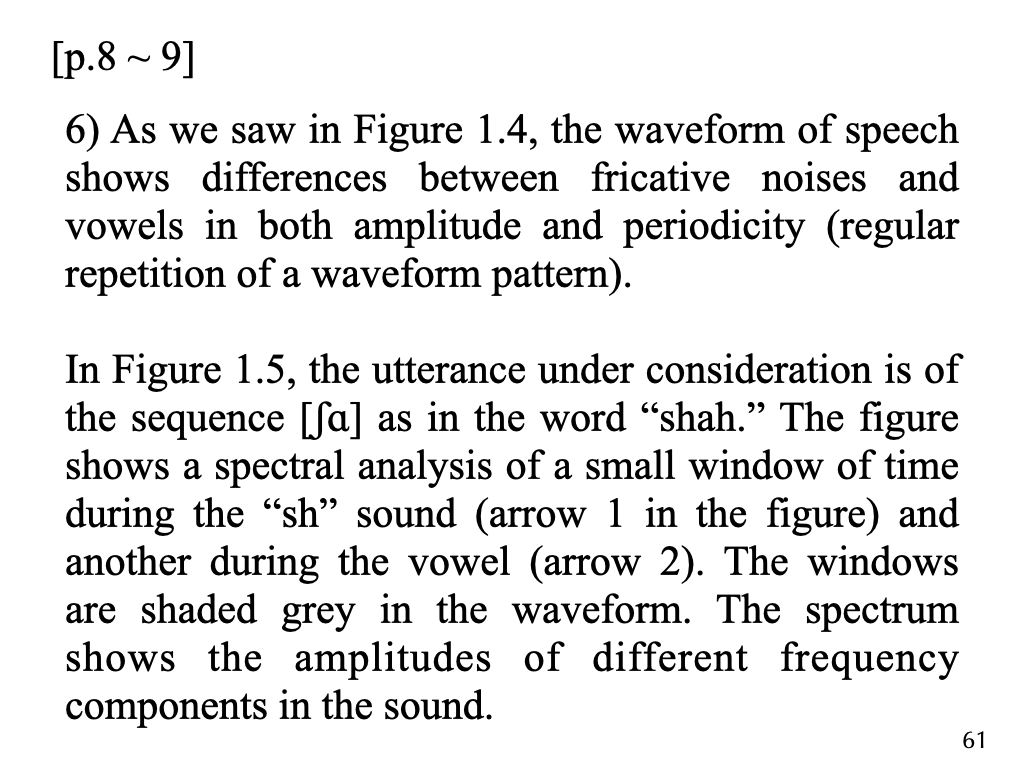 [p.8 ~ 9]
6) As we saw in Figure 1.4, the waveform of speech
shows differences between fricative noises and
vowels in both amplitude and periodicity (regular
repetition of a waveform pattern).
In Figure 1.5, the utterance under consideration is of
the sequence [ʃɑ] as in the word “shah.” The figure
shows a spectral analysis of a small window of time
during the “sh” sound (arrow 1 in the figure) and
another during the vowel (arrow 2). The windows
are shaded grey in the waveform. The spectrum
shows the amplitudes of different frequency
components in the sound.
61